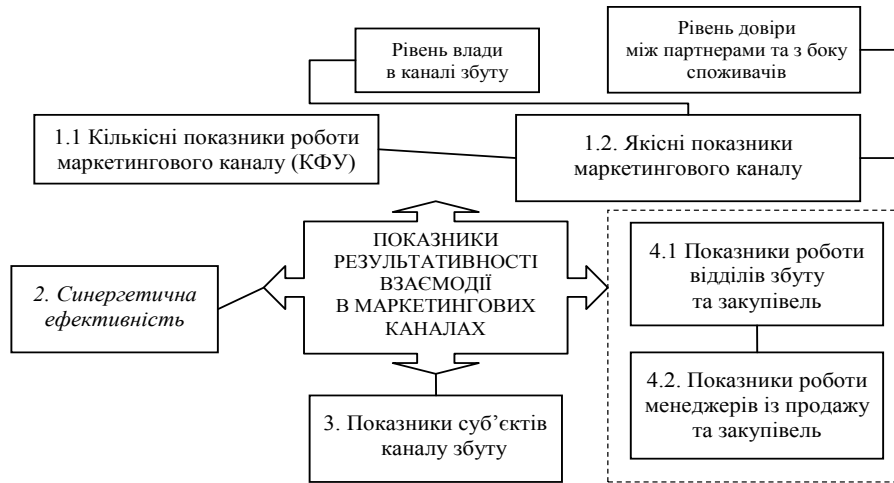 Рівень влади
в каналі збуту
Рівень довіри
між партнерами та з боку
споживачів
1.1 Кількісні показники роботи
маркетингового каналу (КФУ)
1.2. Якісні показники
маркетингового каналу
ПОКАЗНИКИ
РЕЗУЛЬТАТИВНОСТІ
ВЗАЄМОДІЇ
В МАРКЕТИНГОВИХ
КАНАЛАХ
2. Синергетична
ефективність
3. Показники суб’єктів
каналу збуту
4.1 Показники роботи
відділів збуту
та закупівель
4.2. Показники роботи
менеджерів із продажу
та закупівель